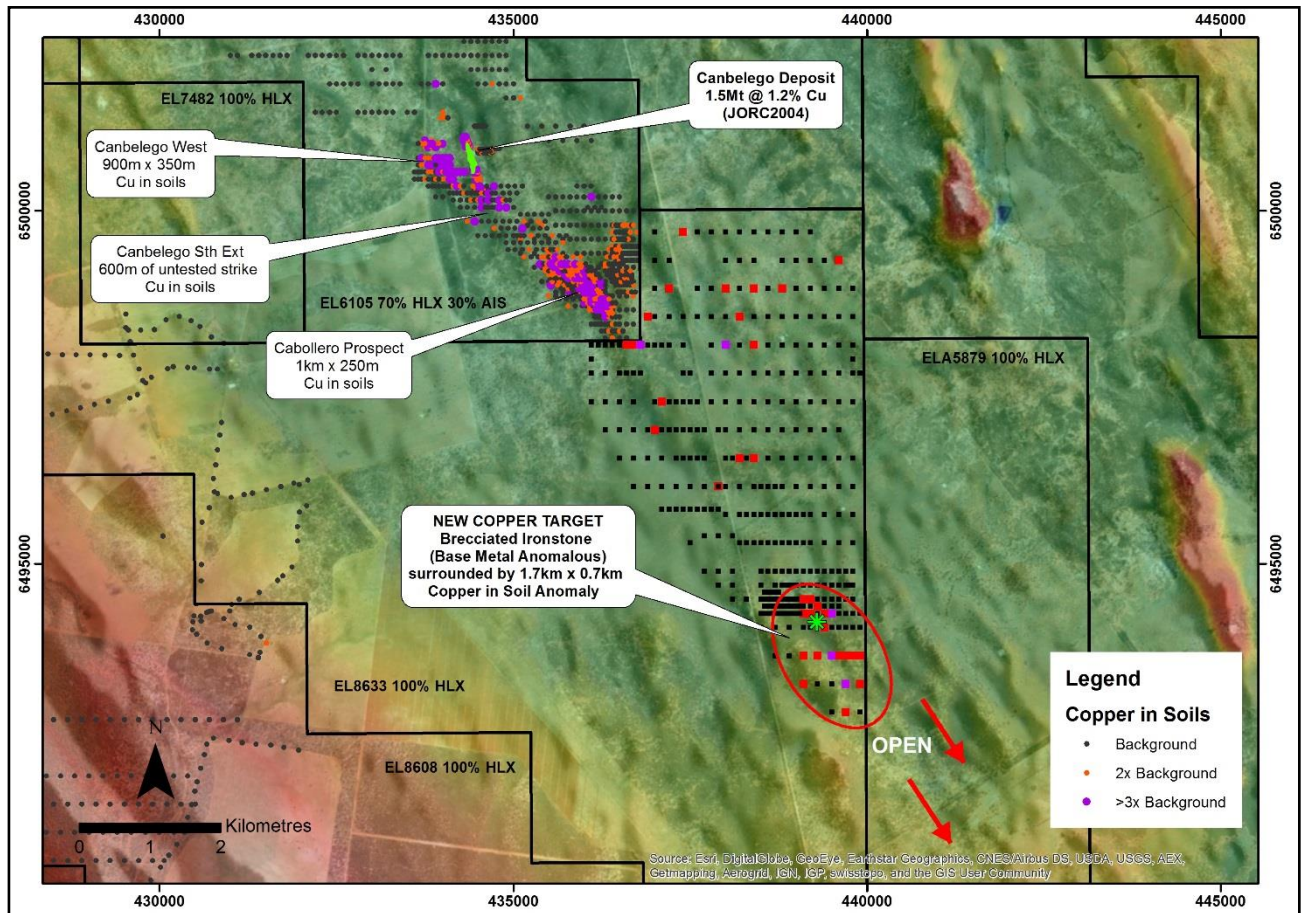 430000
435000
440000
445000
EL7482 100% HLX
Canbelego Deposit
1.5Mt @ 1.2% Cu
(JORC2004)
Canbelego West
900m x 350m
Cu in soils
6500000
6500000
Canbelego Sth Ext
600m of untested strike
Cu in soils
EL6105 70% HLX 30% AIS
Cabollero Prospect
1km x 250m
Cu in soils
ELA5879 100% HLX
NEW COPPER TARGET
Brecciated Ironstone
(Base Metal Anomalous)
surrounded by 1.7km x 0.7km
Copper in Soil Anomaly
6495000
6495000
EL8633 100% HLX
OPEN
EL8608 100% HLX
N
Kilometres
0 1 2
Legend
Copper in Soils
Background
2x Background
>3x Background
Source: Esri, DigitalGlobe, GeoEye, Earthstar Geographics, CNES/Airbus DS, USDA, USGS, AEX,
Getmapping, Aerogrid, IGN, IGP, swisstopo, and the GIS User Community
430000
435000
440000
445000